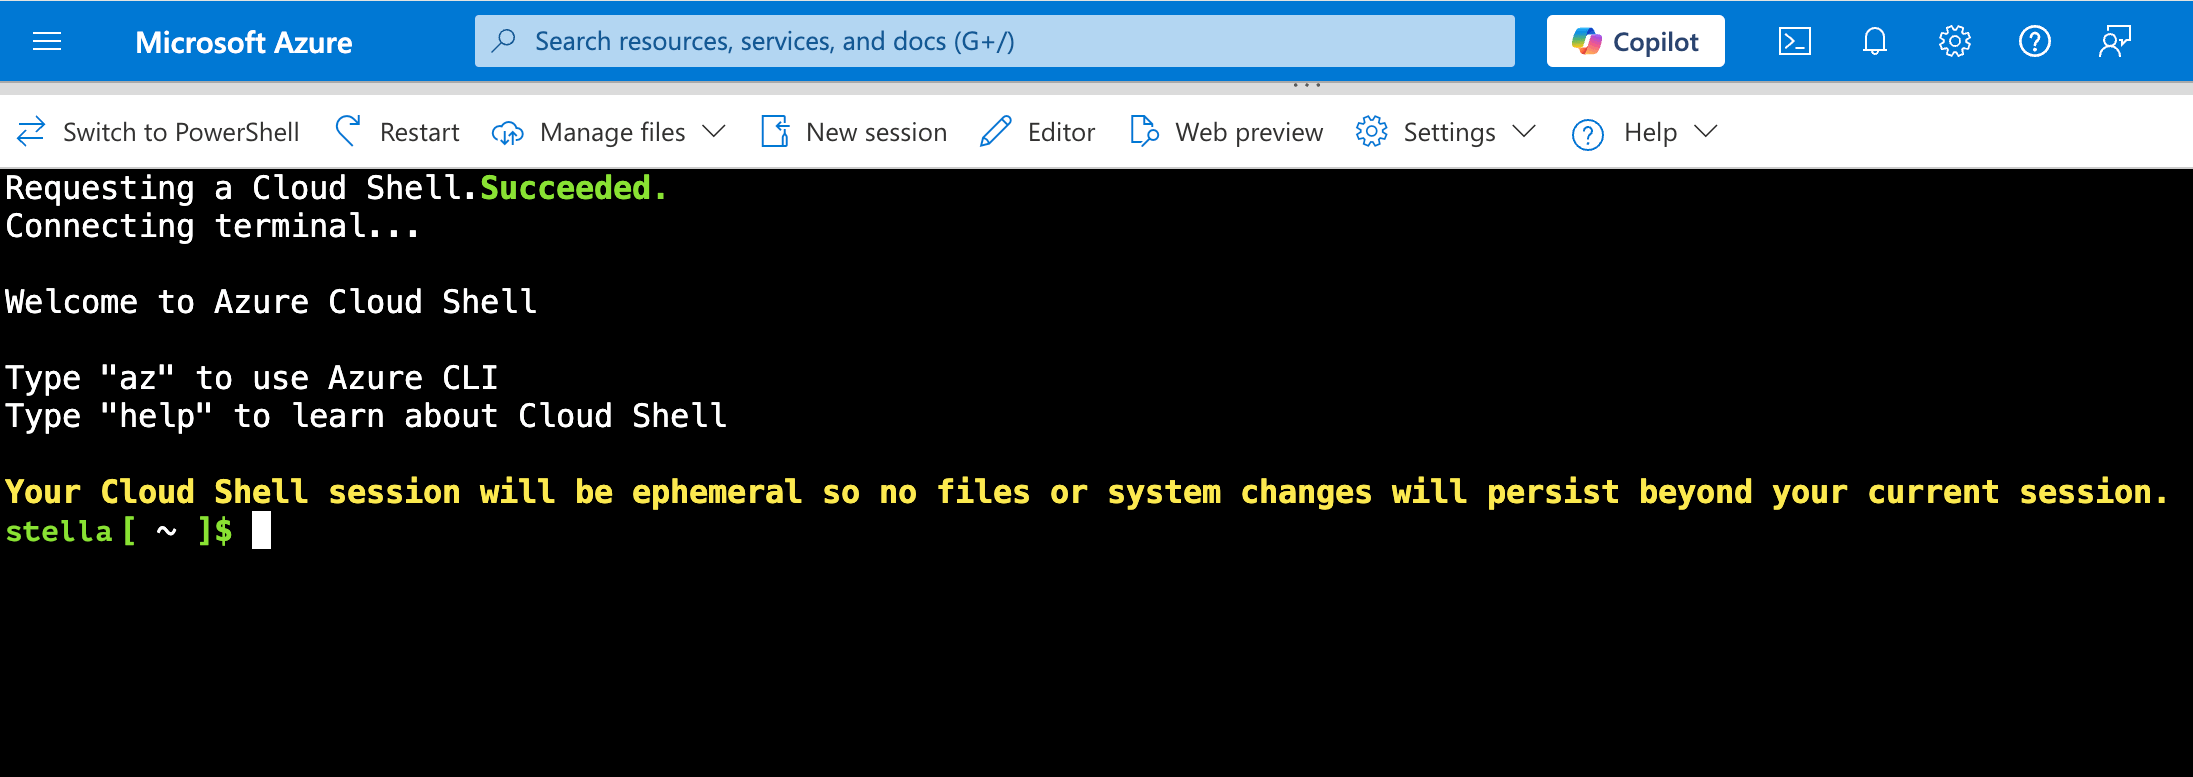 Microsoft Azure
Search resources, services, and docs (G+/)
Copilot
Switch to PowerShell
Restart
Manage files
New session
Editor
Web preview
Settings
Help
Requesting a Cloud Shell.Succeeded.
Connecting terminal...
Welcome to Azure Cloud Shell
Type "az" to use Azure CLI
Type "help" to learn about Cloud Shell
Your Cloud Shell session will be ephemeral so no files or system changes will persist beyond your current session.
stella [ ~ ]$